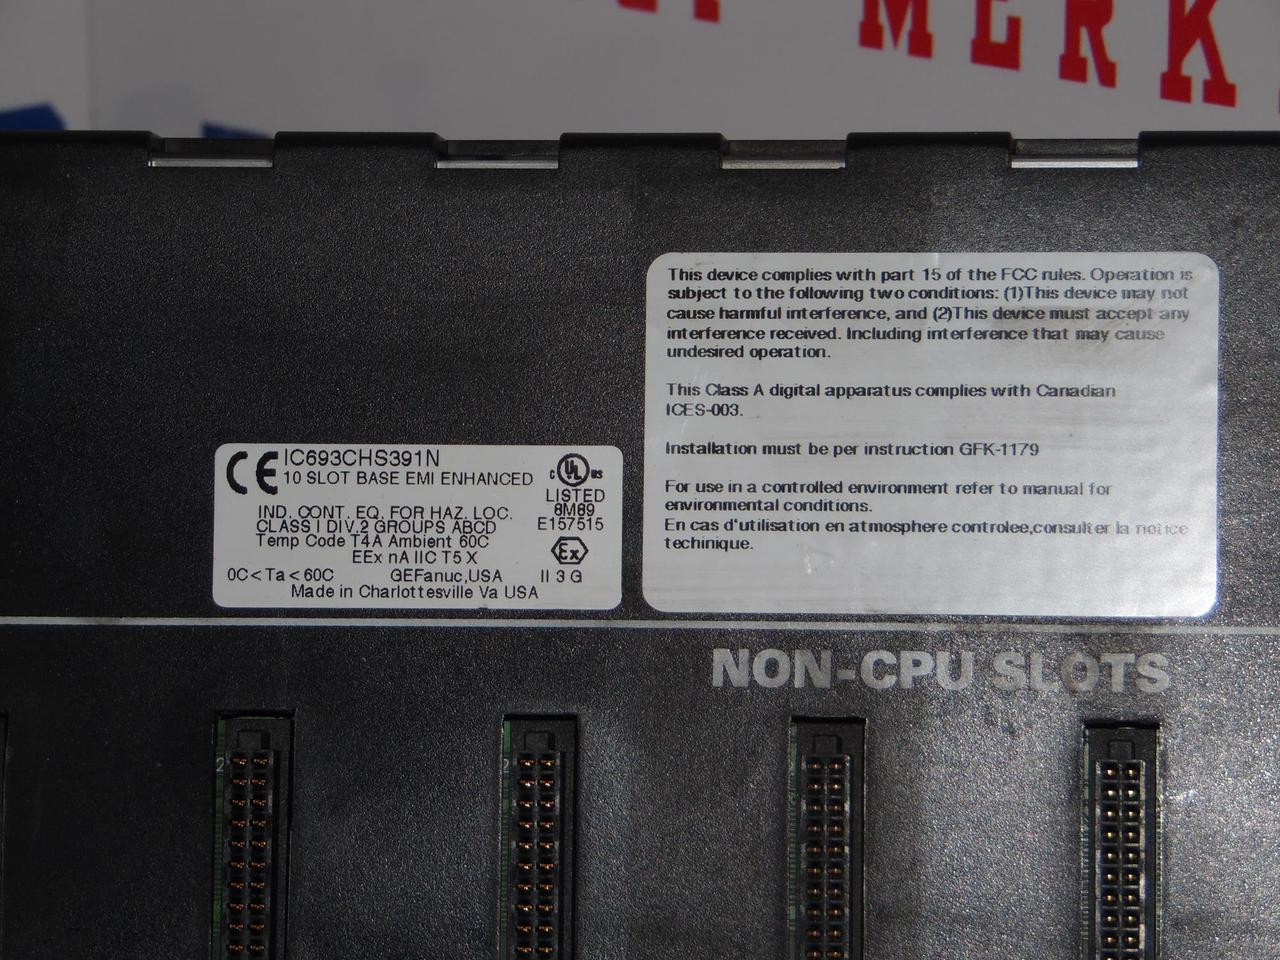 MERK
This device complies with part 15 of the FCC rules. Operation is
subject to the following two conditions: (1)This device may not
cause harmful interference, and (2)This device must accept any
interference received. Including interference that may cause
undesired operation.
This Class A digital apparatus complies with Canadian
ICES-003.
Installation must be per instruction GFK-1179
For use in a controlled environment refer to manual for
environmental conditions.
En cas d'utilisation en atmosphere controlee,consulter la notice
techinique.
CE IC693CHS391N
10 SLOT BASE EMI ENHANCED
C UL US
LISTED
8M89
E157515
IND. CONT. EQ. FOR HAZ. LOC.
CLASS I DIV.2 GROUPS ABCD
Temp Code T4A Ambient 60C
EEx nA IIC T5 X
Ex
0C<Ta<60C GEFanuc,USA II 3 G
Made in Charlottesville Va USA
NON-CPU SLOTS
2
2